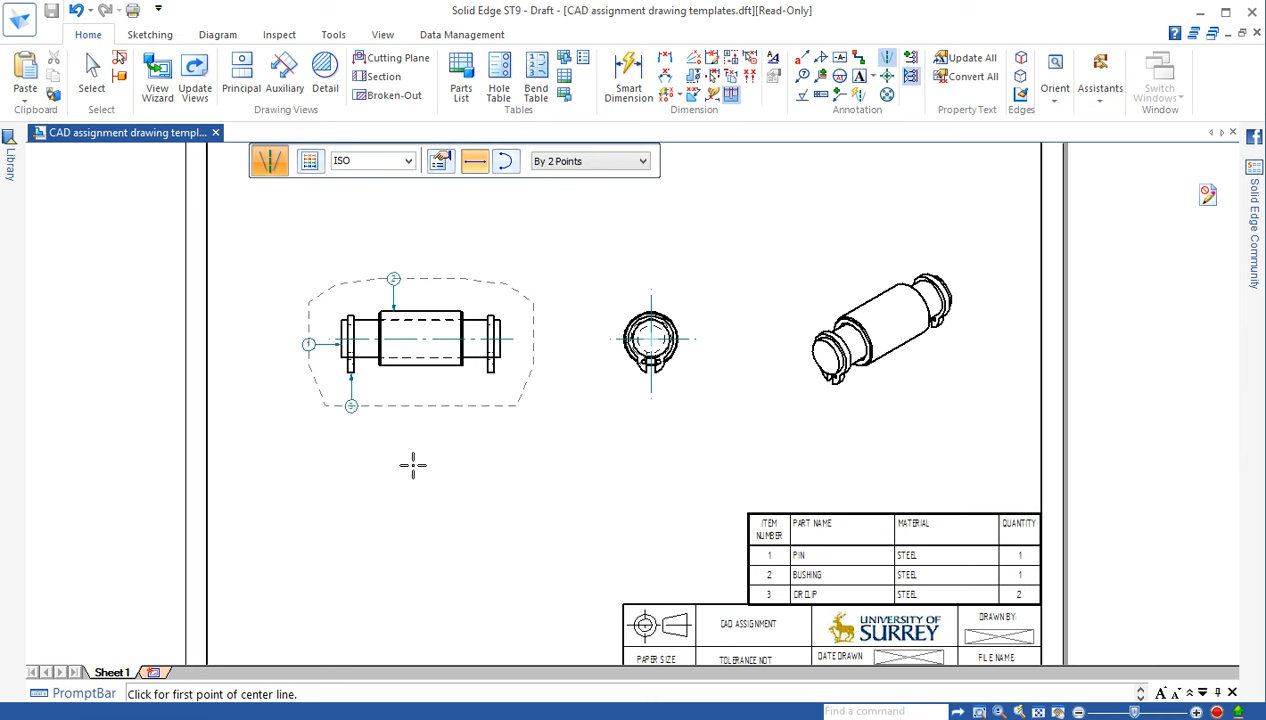 Solid Edge ST9 - Draft - [CAD assignment drawing templates.dft][Read-Only]
Home
Sketching
Diagram
Inspect
Tools
View
Data Management
Paste
Clipboard
Select
Select
View Wizard
Update Views
Principal
Auxiliary
Detail
Cutting Plane
Section
Broken-Out
Drawing Views
Parts List
Hole Table
Bend Table
Tables
Smart Dimension
Dimension
Annotation
Update All
Convert All
Property Text
Edges
Orient
Assistants
Switch Windows
Window
CAD assignment drawing templ...
Library
ISO
By 2 Points
Solid Edge Community
2
1
3
ITEM NUMBER PART NAME MATERIAL QUANTITY
1 PIN STEEL 1
2 BUSHING STEEL 1
3 CIRCLIP STEEL 2
CAD ASSIGNMENT
UNIVERSITY OF SURREY
DRAWN BY:
PAPER SIZE
TOLERANCE NOT
DATE DRAWN
FILE NAME
Sheet 1
PromptBar
Click for first point of center line.
Find a command